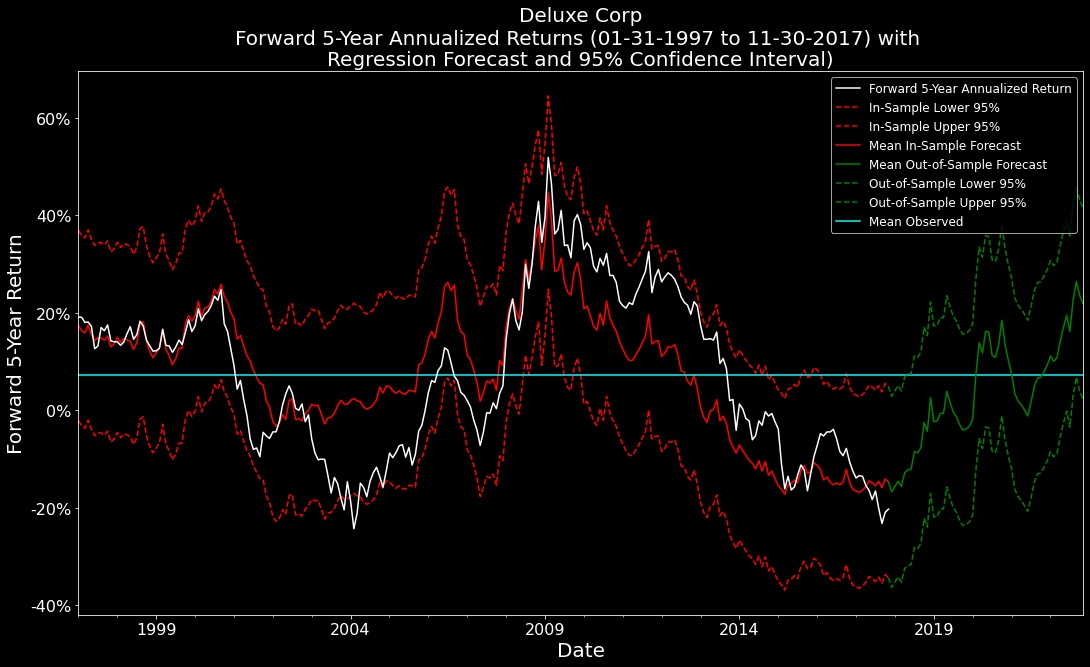 Deluxe Corp
Forward 5-Year Annualized Returns (01-31-1997 to 11-30-2017) with
Regression Forecast and 95% Confidence Interval)
Forward 5-Year Annualized Return
In-Sample Lower 95%
In-Sample Upper 95%
Mean In-Sample Forecast
Mean Out-of-Sample Forecast
Out-of-Sample Lower 95%
Out-of-Sample Upper 95%
Mean Observed
Forward 5-Year Return
60%
40%
20%
0%
-20%
-40%
1999
2004
2009
2014
2019
Date